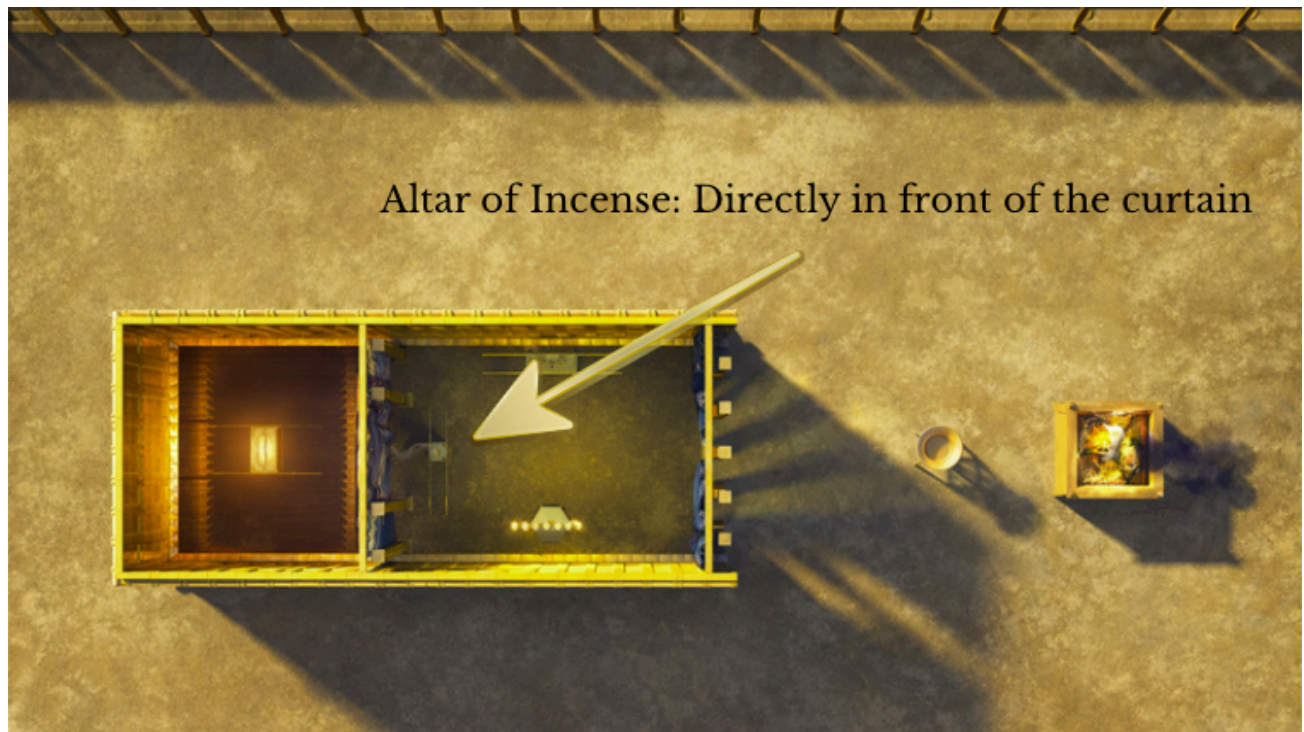 Altar of Incense: Directly in front of the curtain